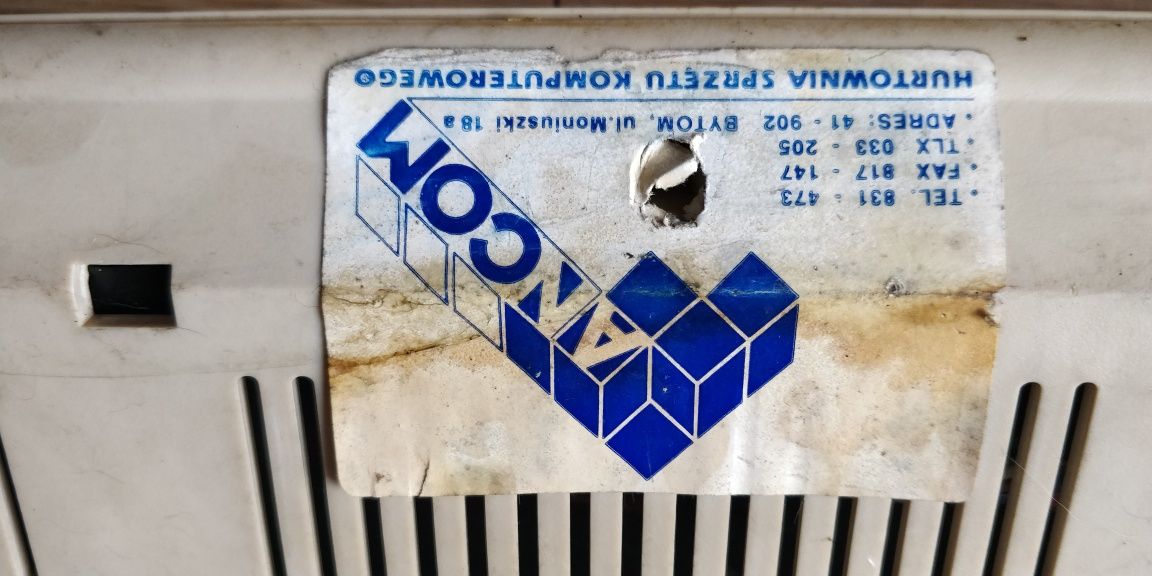 ANCOM
• TEL. 831 - 473
• FAX 817 - 147
• TLX 033 - 205
• ADRES: 41 - 902 BYTOM, ul.Moniuszki 18a
HURTOWNIA SPRZĘTU KOMPUTEROWEGO